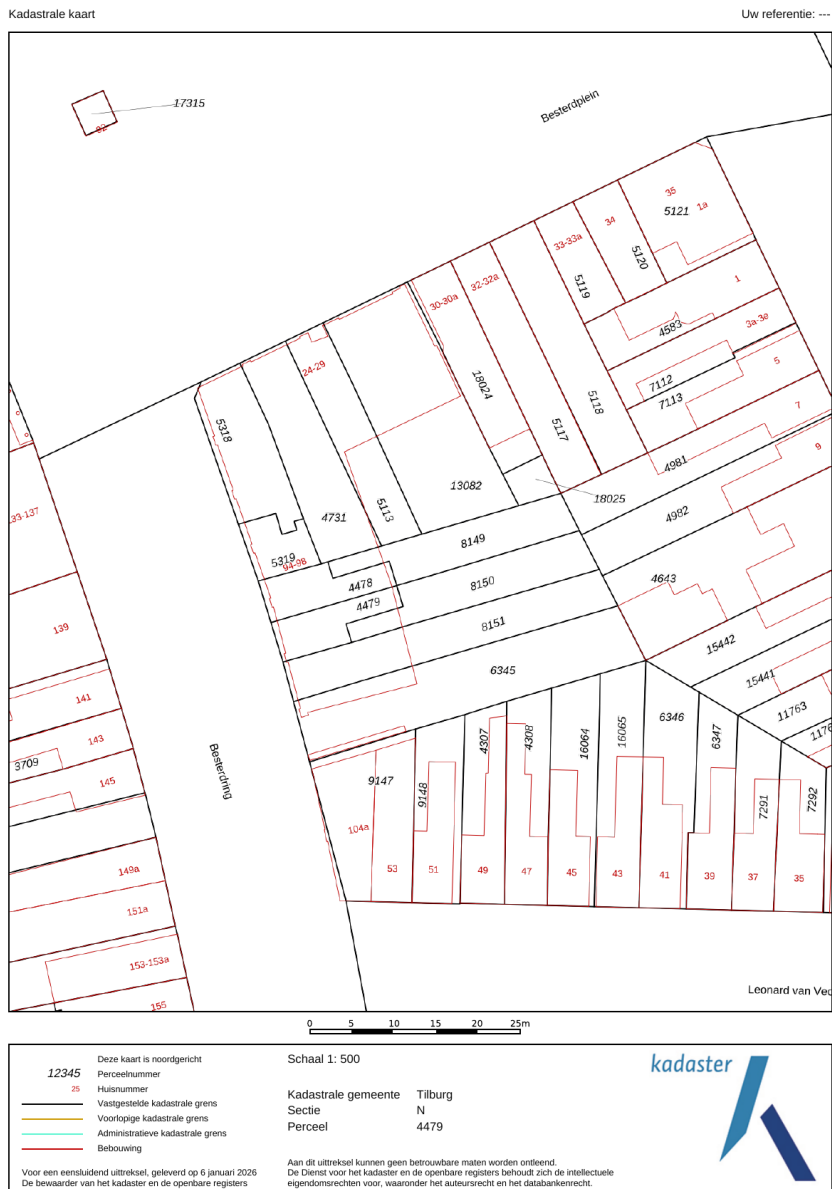 Kadastrale kaart
Uw referentie: ---
17315
92
Besterdplein
35
1a
5121
34
33-33a
5120
5119
32-32a
30-30a
1
4583
3a-3e
24-29
5
7112
7113
18024
5118
7
5318
5117
9
4981
13082
18025
5113
4731
4982
33-137
8149
5319
94-98
4478
8150
4643
4479
8151
139
15442
6345
15441
141
11763
6346
6347
16065
16064
4308
4307
1176
143
3709
Besterdring
145
9147
9148
7291
7292
104a
149a
53
51
49
47
45
43
41
39
37
35
151a
153-153a
155
Leonard van Vee
0 5 10 15 20 25m
Deze kaart is noordgericht
12345 Perceelnummer
25 Huisnummer
Vastgestelde kadastrale grens
Voorlopige kadastrale grens
Administratieve kadastrale grens
Bebouwing
Voor een eensluidend uittreksel, geleverd op 6 januari 2026
De bewaarder van het kadaster en de openbare registers
Schaal 1: 500
Kadastrale gemeente Tilburg
Sectie N
Perceel 4479
Aan dit uittreksel kunnen geen betrouwbare maten worden ontleend.
De Dienst voor het kadaster en de openbare registers behoudt zich de intellectuele
eigendomsrechten voor, waaronder het auteursrecht en het databankenrecht.
kadaster